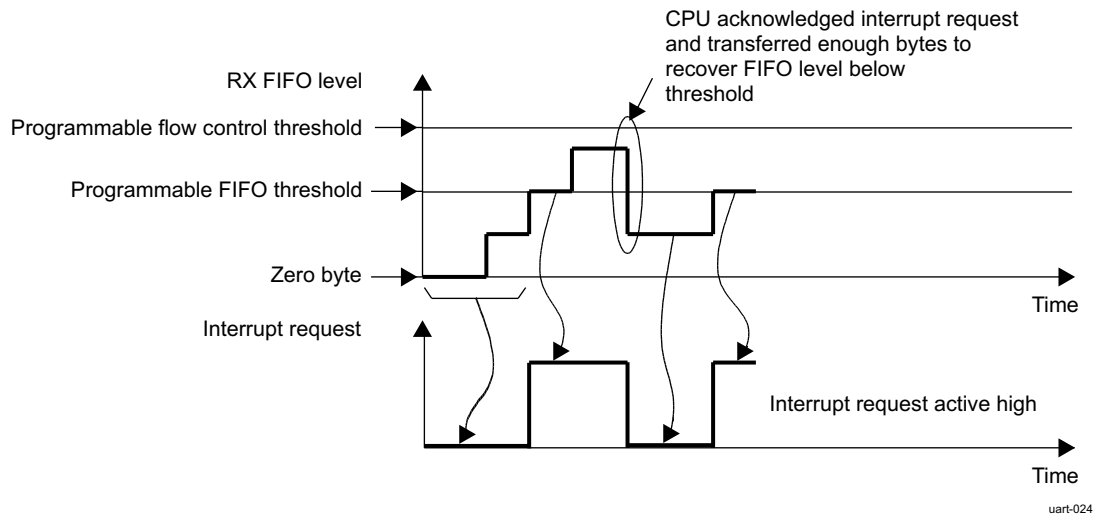 CPU acknowledged interrupt request
and transferred enough bytes to
recover FIFO level below
threshold
RX FIFO level
Programmable flow control threshold
Programmable FIFO threshold
Zero byte
Time
Interrupt request
Interrupt request active high
Time
uart-024